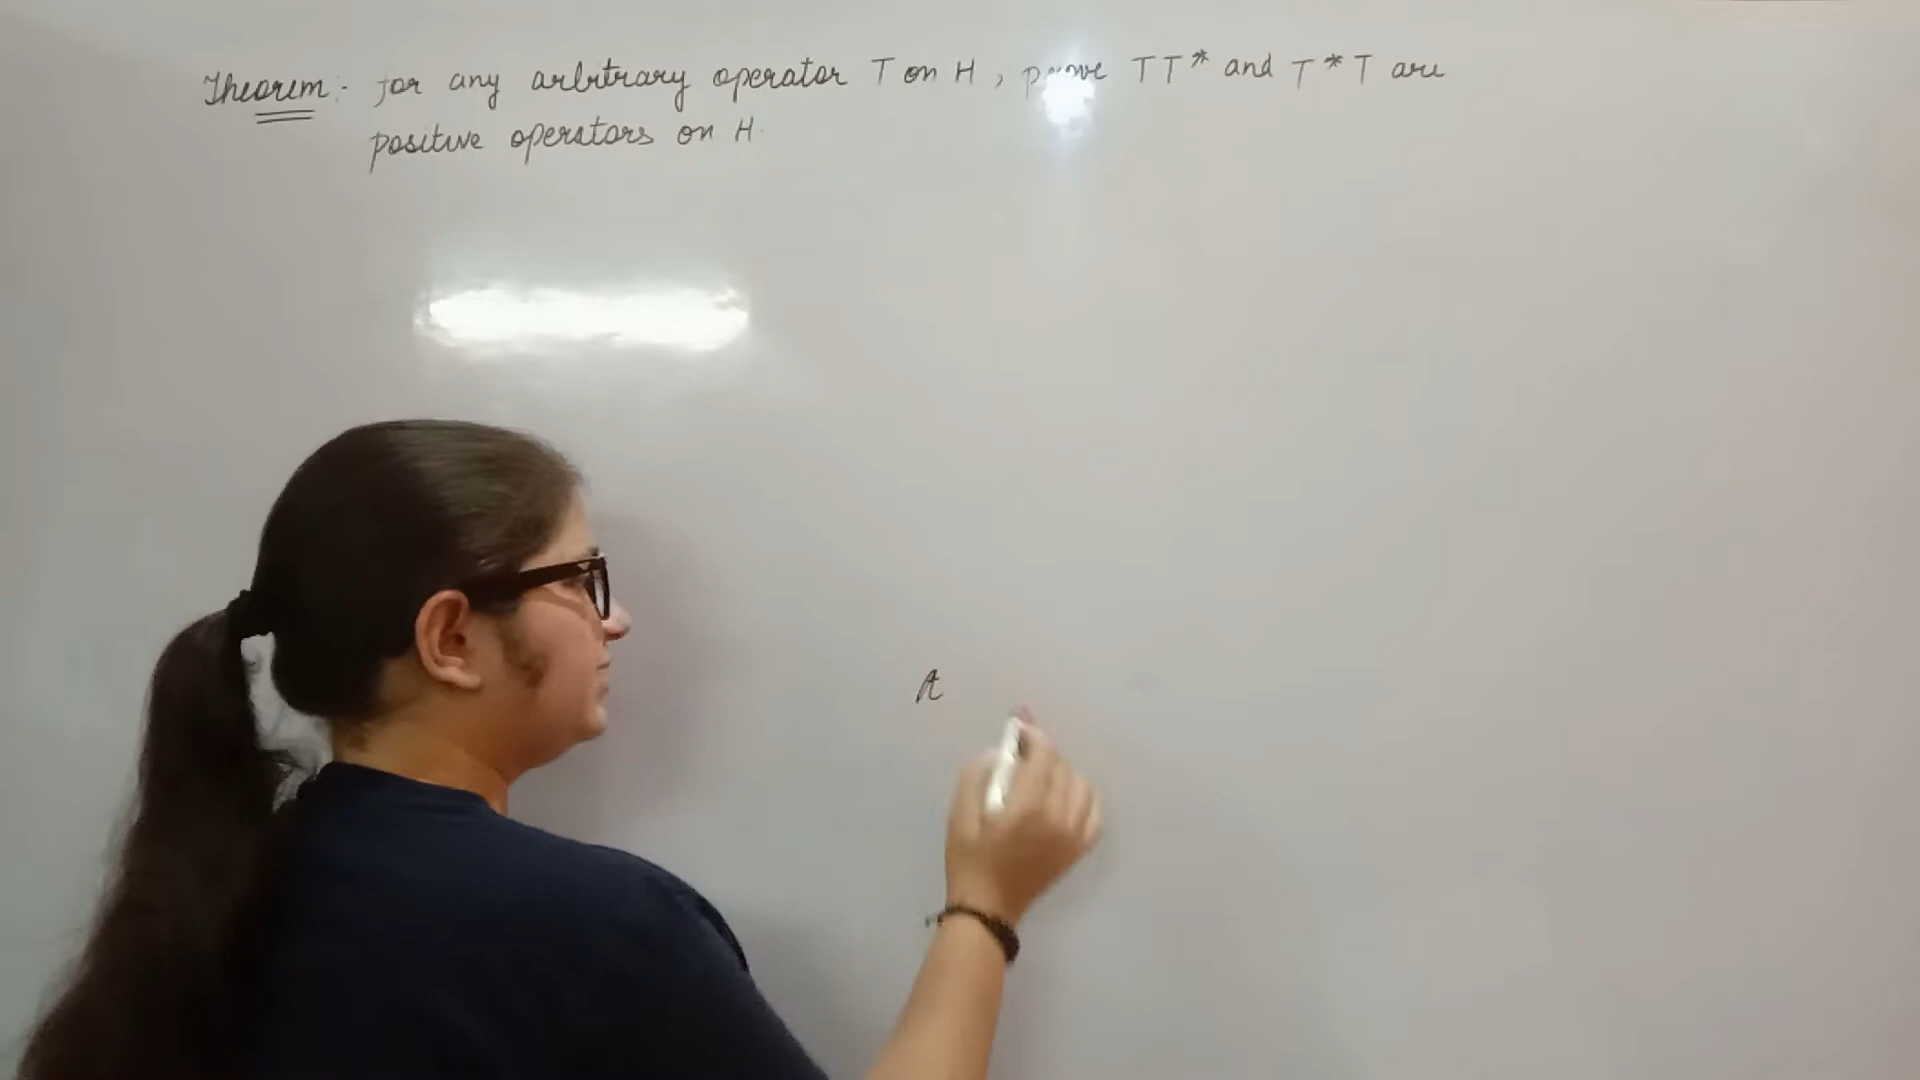 Theorem:- for any arbitrary operator T on H, prove TT* and T*T are
positive operators on H.
A